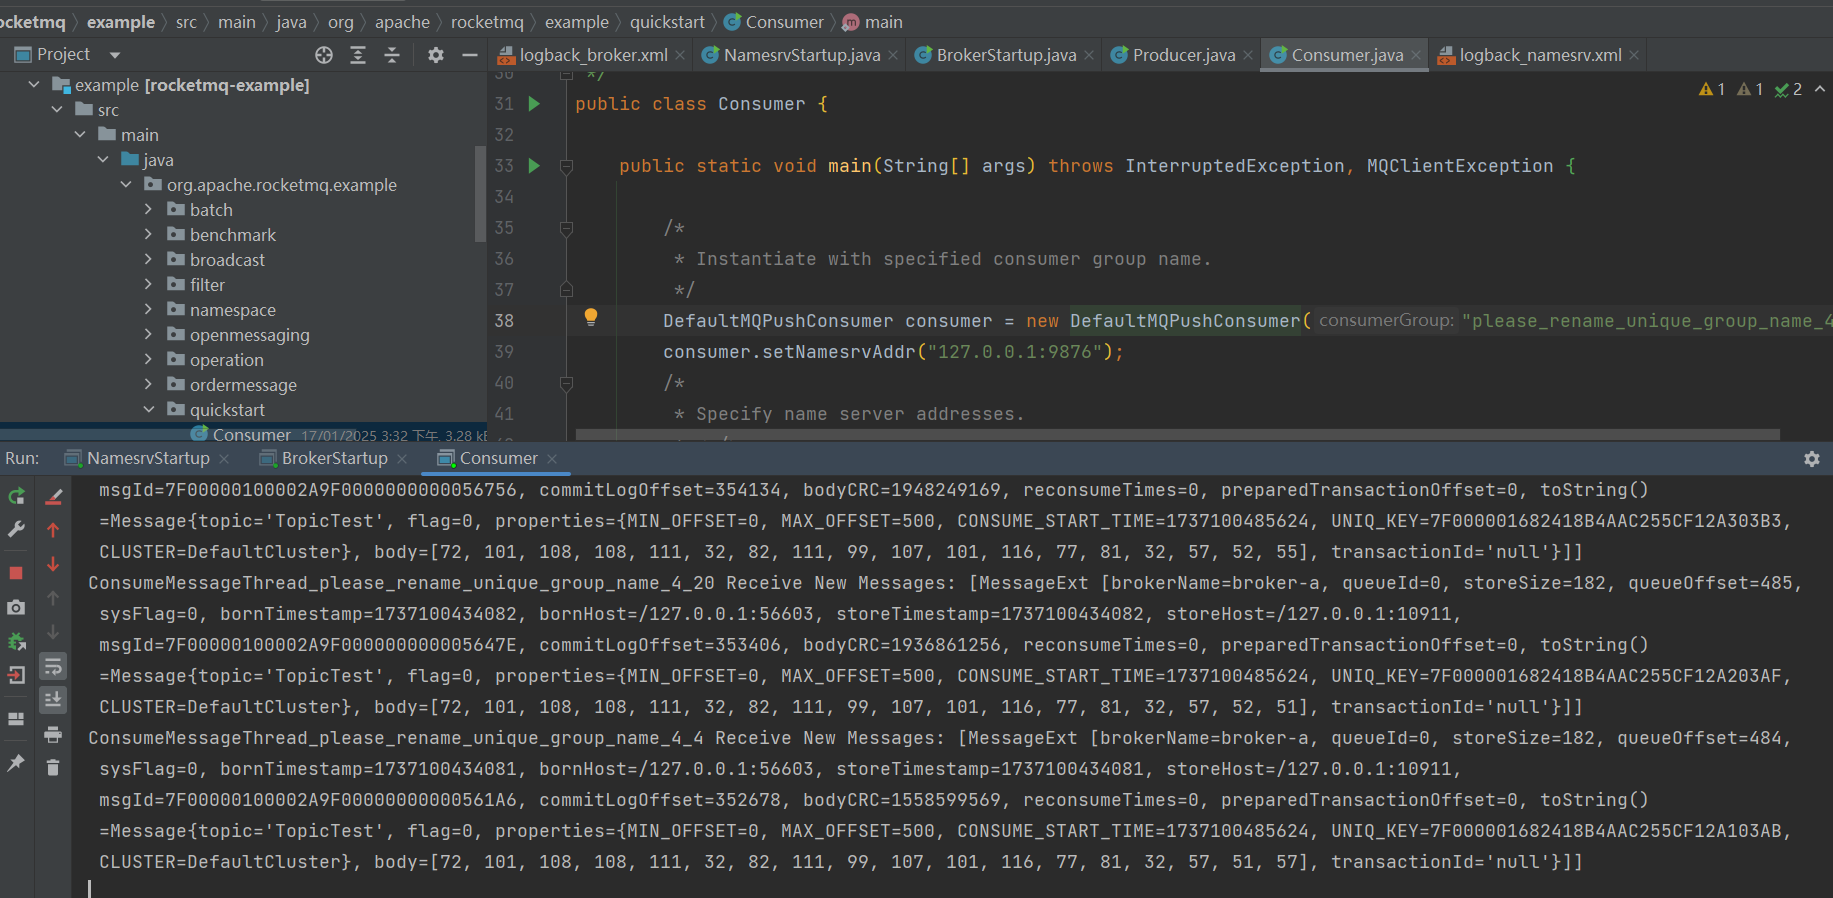 ocketmq 〉 example 〉 src 〉 main 〉 java 〉 org 〉 apache 〉 rocketmq 〉 example 〉 quickstart 〉 Consumer 〉 main
Project
logback_broker.xml NamesrvStartup.java BrokerStartup.java Producer.java Consumer.java logback_namesrv.xml
example [rocketmq-example]
src
main
java
org.apache.rocketmq.example
batch
benchmark
broadcast
filter
namespace
openmessaging
operation
ordermessage
quickstart
Consumer 17/01/2025 3:32 下午, 3.28 kE
1 1 2
30 */
31 public class Consumer {
32
33 public static void main(String[] args) throws InterruptedException, MQClientException {
34
35 /*
36 * Instantiate with specified consumer group name.
37 */
38 DefaultMQPushConsumer consumer = new DefaultMQPushConsumer( consumerGroup: "please_rename_unique_group_name_4
39 consumer.setNamesrvAddr("127.0.0.1:9876");
40 /*
41 * Specify name server addresses.
Run: NamesrvStartup BrokerStartup Consumer
msgId=7F00000100002A9F0000000000056756, commitLogOffset=354134, bodyCRC=1948249169, reconsumeTimes=0, preparedTransactionOffset=0, toString()
=Message{topic='TopicTest', flag=0, properties={MIN_OFFSET=0, MAX_OFFSET=500, CONSUME_START_TIME=1737100485624, UNIQ_KEY=7F000001682418B4AAC255CF12A303B3,
CLUSTER=DefaultCluster}, body=[72, 101, 108, 108, 111, 32, 82, 111, 99, 107, 101, 116, 77, 81, 32, 57, 52, 55], transactionId='null'}]]
ConsumeMessageThread_please_rename_unique_group_name_4_20 Receive New Messages: [MessageExt [brokerName=broker-a, queueId=0, storeSize=182, queueOffset=485,
sysFlag=0, bornTimestamp=1737100434082, bornHost=/127.0.0.1:56603, storeTimestamp=1737100434082, storeHost=/127.0.0.1:10911,
msgId=7F00000100002A9F000000000005647E, commitLogOffset=353406, bodyCRC=1936861256, reconsumeTimes=0, preparedTransactionOffset=0, toString()
=Message{topic='TopicTest', flag=0, properties={MIN_OFFSET=0, MAX_OFFSET=500, CONSUME_START_TIME=1737100485624, UNIQ_KEY=7F000001682418B4AAC255CF12A203AF,
CLUSTER=DefaultCluster}, body=[72, 101, 108, 108, 111, 32, 82, 111, 99, 107, 101, 116, 77, 81, 32, 57, 52, 51], transactionId='null'}]]
ConsumeMessageThread_please_rename_unique_group_name_4_4 Receive New Messages: [MessageExt [brokerName=broker-a, queueId=0, storeSize=182, queueOffset=484,
sysFlag=0, bornTimestamp=1737100434081, bornHost=/127.0.0.1:56603, storeTimestamp=1737100434081, storeHost=/127.0.0.1:10911,
msgId=7F00000100002A9F00000000000561A6, commitLogOffset=352678, bodyCRC=1558599569, reconsumeTimes=0, preparedTransactionOffset=0, toString()
=Message{topic='TopicTest', flag=0, properties={MIN_OFFSET=0, MAX_OFFSET=500, CONSUME_START_TIME=1737100485624, UNIQ_KEY=7F000001682418B4AAC255CF12A103AB,
CLUSTER=DefaultCluster}, body=[72, 101, 108, 108, 111, 32, 82, 111, 99, 107, 101, 116, 77, 81, 32, 57, 51, 57], transactionId='null'}]]